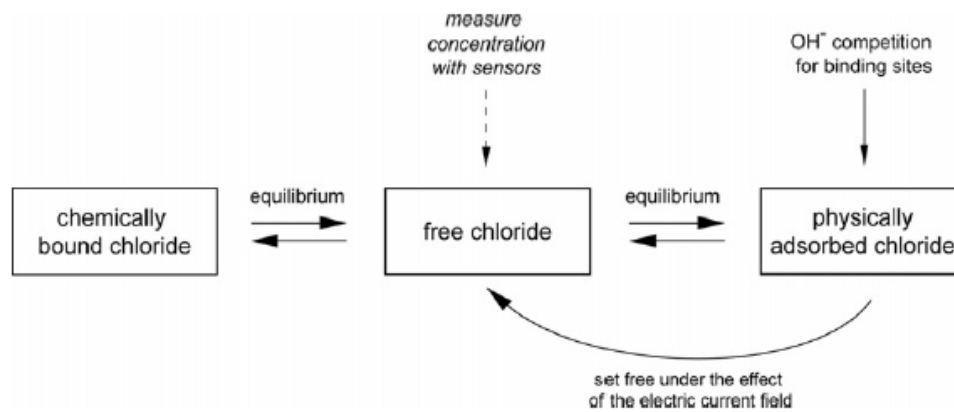 measure
concentration
with sensors
OH⁻ competition
for binding sites
equilibrium
equilibrium
chemically
bound chloride
free chloride
physically
adsorbed chloride
set free under the effect
of the electric current field